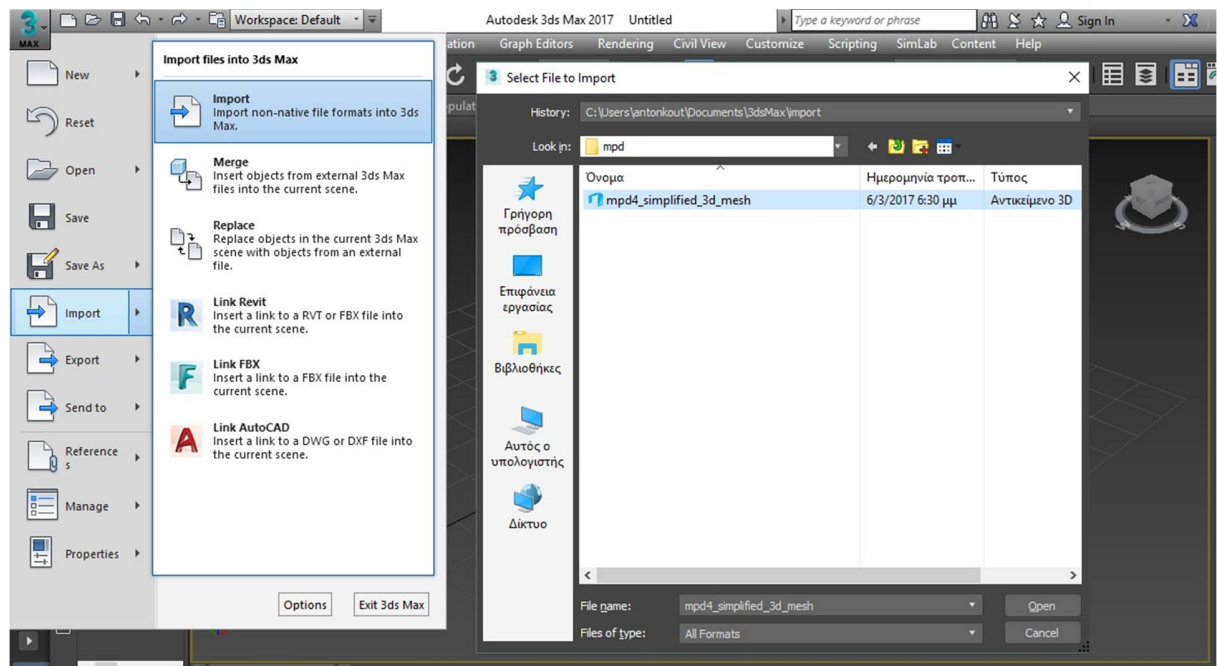 3
MAX
Workspace: Default
Autodesk 3ds Max 2017 Untitled
Type a keyword or phrase
Sign In
Graph Editors Rendering Civil View Customize Scripting SimLab Content Help
New
Reset
Open
Save
Save As
Import
Export
Send to
Reference
s
Manage
Properties
Import files into 3ds Max
Import
Import non-native file formats into 3ds
Max.
Merge
Insert objects from external 3ds Max
files into the current scene.
Replace
Replace objects in the current 3ds Max
scene with objects from an external
file.
Link Revit
Insert a link to a RVT or FBX file into
the current scene.
Link FBX
Insert a link to a FBX file into the
current scene.
Link AutoCAD
Insert a link to a DWG or DXF file into
the current scene.
Options Exit 3ds Max
Select File to Import
History: C:\Users\antonkout\Documents\3dsMax\import
Look in: mpd
Όνομα Ημερομηνία τροπ... Τύπος
mpd4_simplified_3d_mesh 6/3/2017 6:30 μμ Αντικείμενο 3D
Γρήγορη
πρόσβαση
Επιφάνεια
εργασίας
Βιβλιοθήκες
Αυτός ο
υπολογιστής
Δίκτυο
File name: mpd4_simplified_3d_mesh Open
Files of type: All Formats Cancel